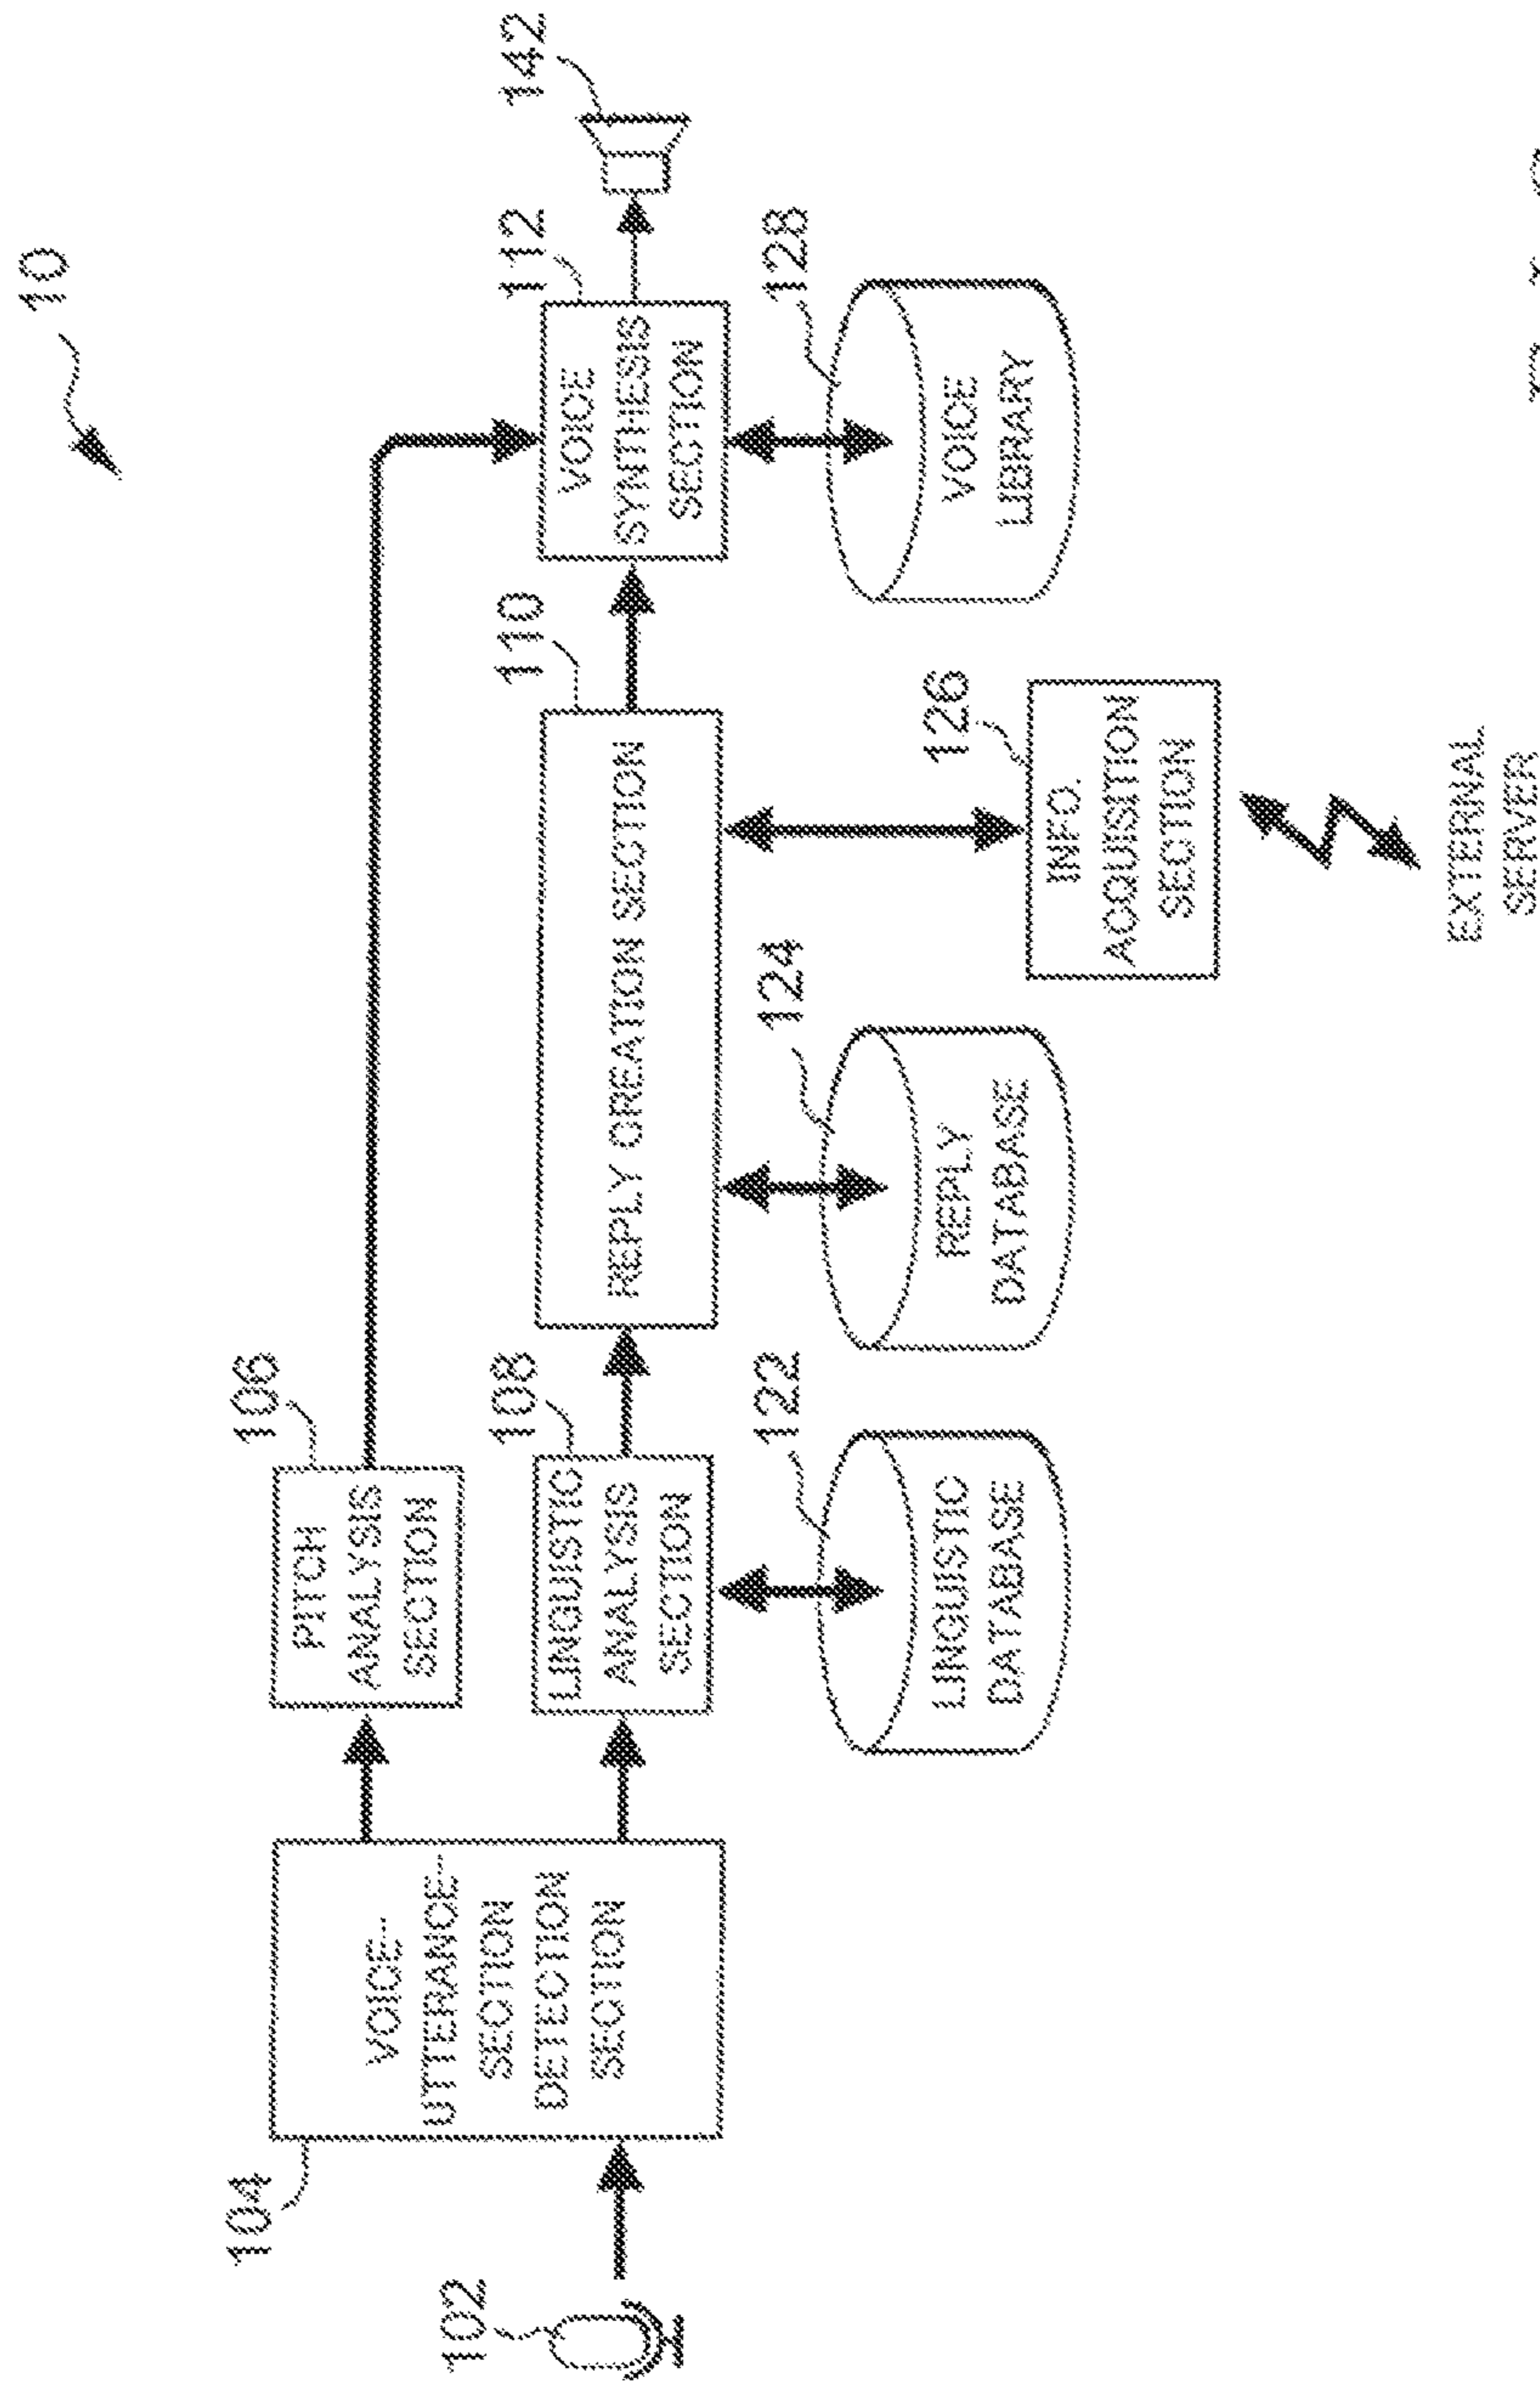 10
106
PITCH
ANALYSIS
SECTION
104
VOICE-
UTTERANCE-
SECTION
DETECTION
SECTION
102
108
LINGUISTIC
ANALYSIS
SECTION
110
REPLY CREATION SECTION
112
VOICE
SYNTHESIS
SECTION
142
122
LINGUISTIC
DATABASE
124
REPLY
DATABASE
126
INFO.
ACQUISITION
SECTION
128
VOICE
LIBRARY
EXTERNAL
SERVER